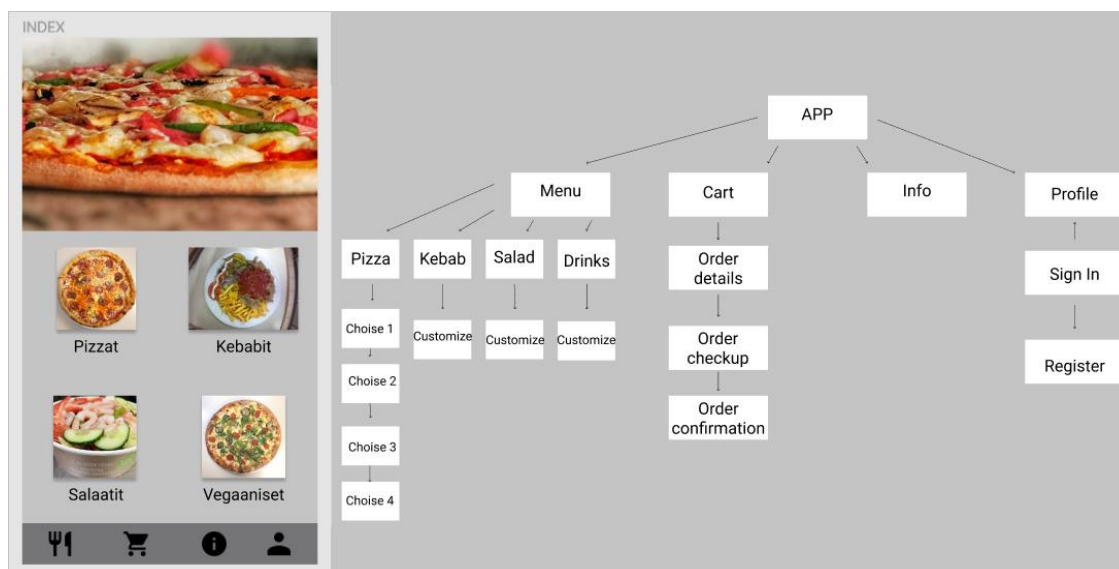 INDEX
Pizzat
Kebabit
Salaatit
Vegaaniset
APP
Menu
Cart
Info
Profile
Pizza
Kebab
Salad
Drinks
Order
details
Sign In
Choise 1
Customize
Customize
Customize
Order
checkup
Register
Choise 2
Order
confirmation
Choise 3
Choise 4